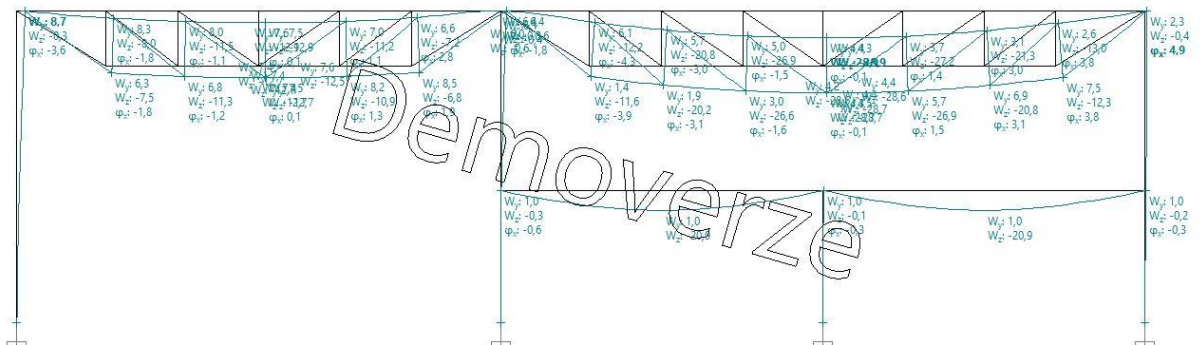 Wy: 8,7
Wz: -0,3
φx: -3,6
Wy: 8,3
Wz: -8,0
φx: -1,8
Wy: 8,0
Wz: -11,5
φx: -1,1
Wy: 7,0
Wz: -11,2
φx: 1,1
Wy: 6,6
Wz: -7,2
φx: 2,8
Wy: 6,1
Wz: -12,2
φx: -4,3
Wy: 5,7
Wz: -20,8
φx: -3,0
Wy: 5,0
Wz: -26,9
φx: -1,5
Wy: 3,7
Wz: -27,2
φx: 1,4
Wy: 3,1
Wz: -21,3
φx: 3,0
Wy: 2,6
Wz: -13,0
φx: 3,8
Wy: 2,3
Wz: -0,4
φx: 4,9
Wy: 6,3
Wz: -7,5
φx: -1,8
Wy: 6,8
Wz: -11,3
φx: -1,2
φx: 0,1
Wy: 8,2
Wz: -10,9
φx: 1,3
Wy: 8,5
Wz: -6,8
φx: 1,9
Wy: 1,4
Wz: -11,6
φx: -3,9
Wy: 1,9
Wz: -20,2
φx: -3,1
Wy: 3,0
Wz: -26,6
φx: -1,6
φx: -0,1
Wy: 5,7
Wz: -26,9
φx: 1,5
Wy: 6,9
Wz: -20,8
φx: 3,1
Wy: 7,5
Wz: -12,3
φx: 3,8
Demoverze
Wy: 1,0
Wz: -0,3
φx: -0,6
Wy: 1,0
Wz: -20,9
Wy: 1,0
Wz: -0,1
φx: -0,3
Wy: 1,0
Wz: -20,9
Wy: 1,0
Wz: -0,2
φx: -0,3